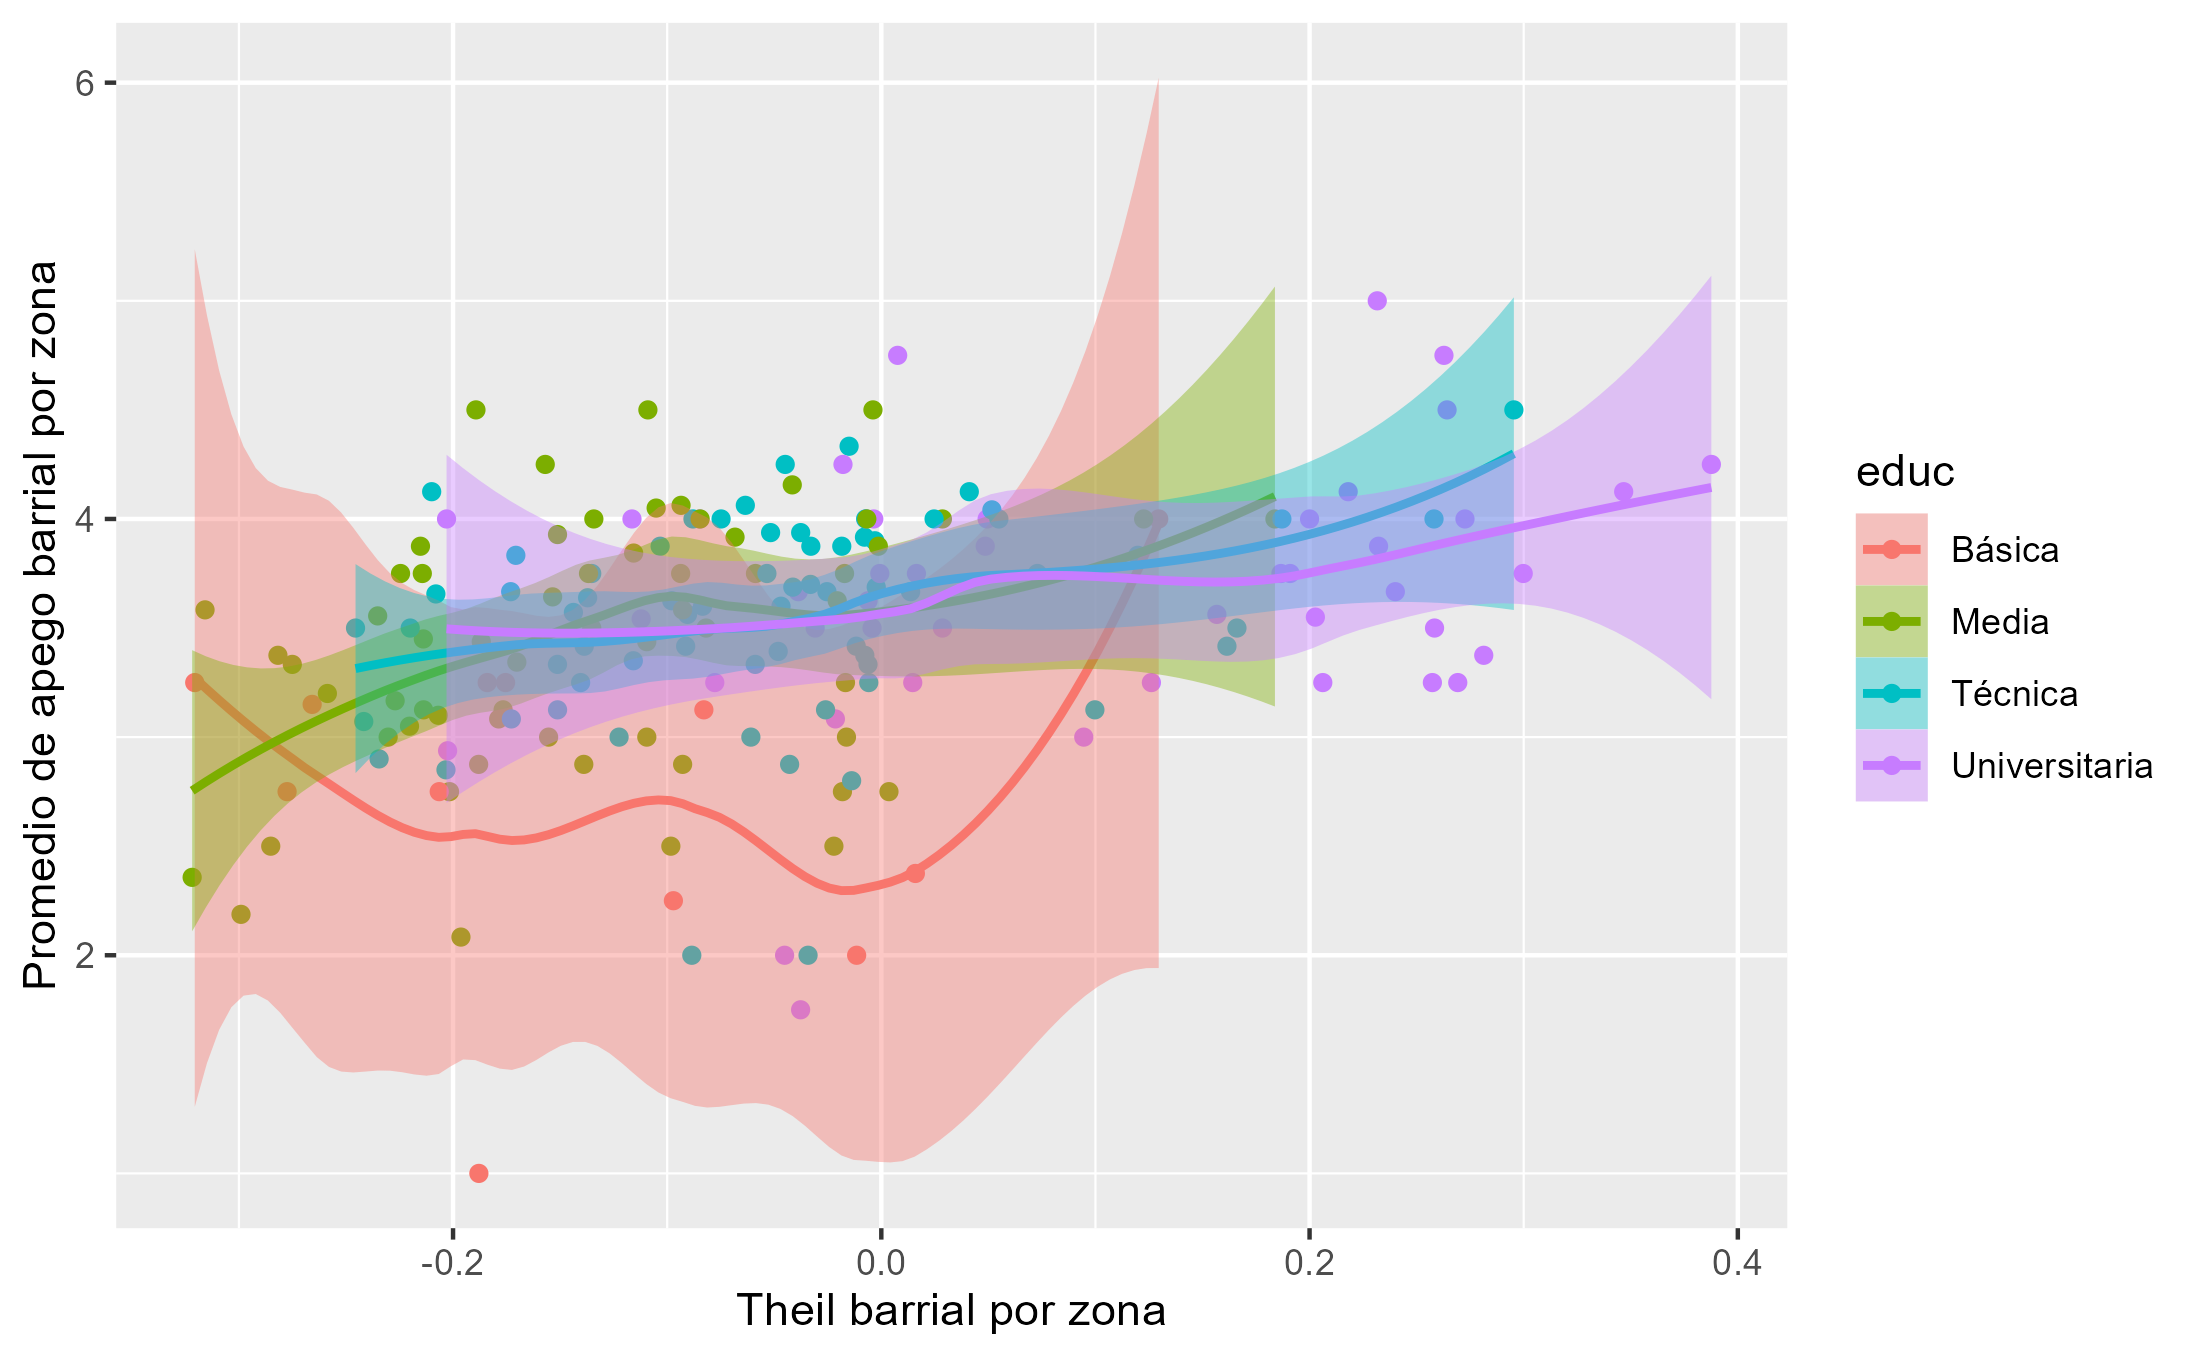 Promedio de apego barrial por zona
6
4
2
-0.2
0.0
0.2
0.4
Theil barrial por zona
educ
Básica
Media
Técnica
Universitaria